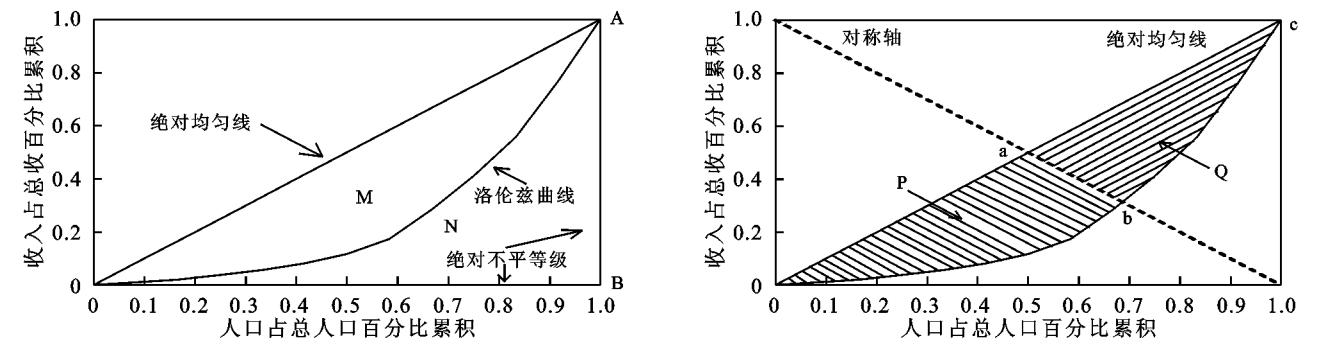 1.0
0.8
0.6
0.4
0.2
0
收入占总收百分比累积
A
绝对均匀线
M
洛伦兹曲线
N
绝对不平等级
B
0 0.1 0.2 0.3 0.4 0.5 0.6 0.7 0.8 0.9 1.0
人口占总人口百分比累积
1.0
0.8
0.6
0.4
0.2
0
收入占总收百分比累积
对称轴
绝对均匀线
c
a
P
Q
b
0 0.1 0.2 0.3 0.4 0.5 0.6 0.7 0.8 0.9 1.0
人口占总人口百分比累积